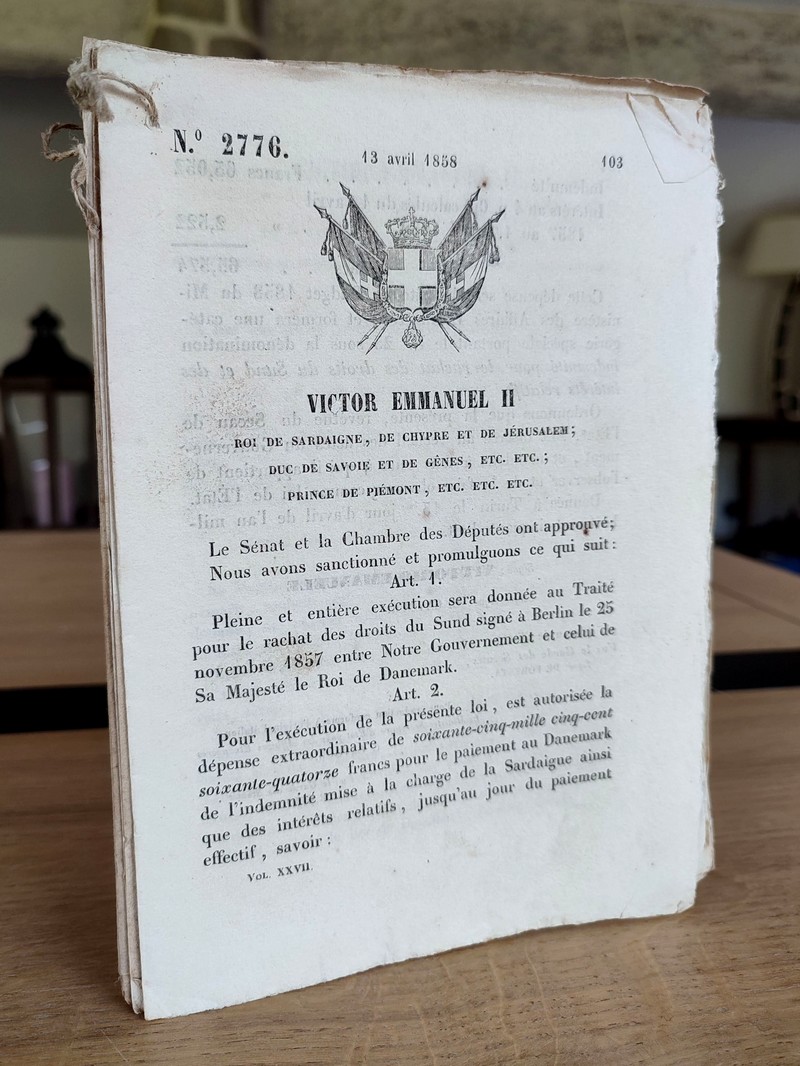 N.º 2776.
13 avril 1858
103
VICTOR EMMANUEL II
ROI DE SARDAIGNE, DE CHYPRE ET DE JÉRUSALEM;
DUC DE SAVOIE ET DE GÊNES, ETC. ETC.;
PRINCE DE PIÉMONT, ETC. ETC. ETC.
Le Sénat et la Chambre des Députés ont approuvé;
Nous avons sanctionné et promulguons ce qui suit:
Art. 1.
Pleine et entière exécution sera donnée au Traité
pour le rachat des droits du Sund signé à Berlin le 25
novembre 1857 entre Notre Gouvernement et celui de
Sa Majesté le Roi de Danemark.
Art. 2.
Pour l'exécution de la présente loi, est autorisée la
dépense extraordinaire de soixante-cinq-mille cinq-cent
soixante-quatorze francs pour le paiement au Danemark
de l'indemnité mise à la charge de la Sardaigne ainsi
que des intérêts relatifs, jusqu'au jour du paiement
effectif, savoir:
VOL. XXVII.